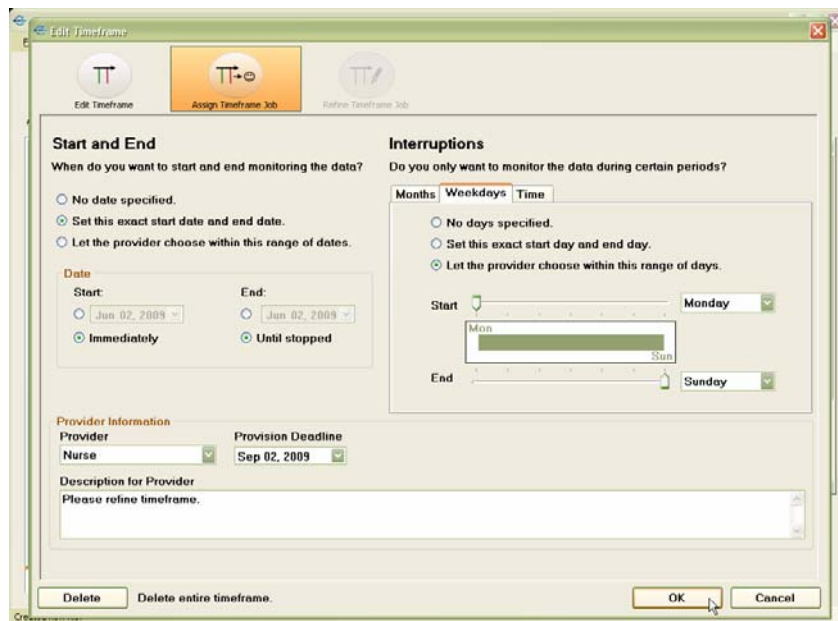 Edit Timeframe
Edit Timeframe
Assign Timeframe Job
Refine Timeframe Job
Start and End
When do you want to start and end monitoring the data?
No date specified.
Set this exact start date and end date.
Let the provider choose within this range of dates.
Date
Start:
End:
Jun 02, 2009
Jun 02, 2009
Immediately
Until stopped
Interruptions
Do you only want to monitor the data during certain periods?
Months
Weekdays
Time
No days specified.
Set this exact start day and end day.
Let the provider choose within this range of days.
Start
Monday
Mon
Sun
End
Sunday
Provider Information
Provider
Provision Deadline
Nurse
Sep 02, 2009
Description for Provider
Please refine timeframe.
Delete
Delete entire timeframe.
OK
Cancel